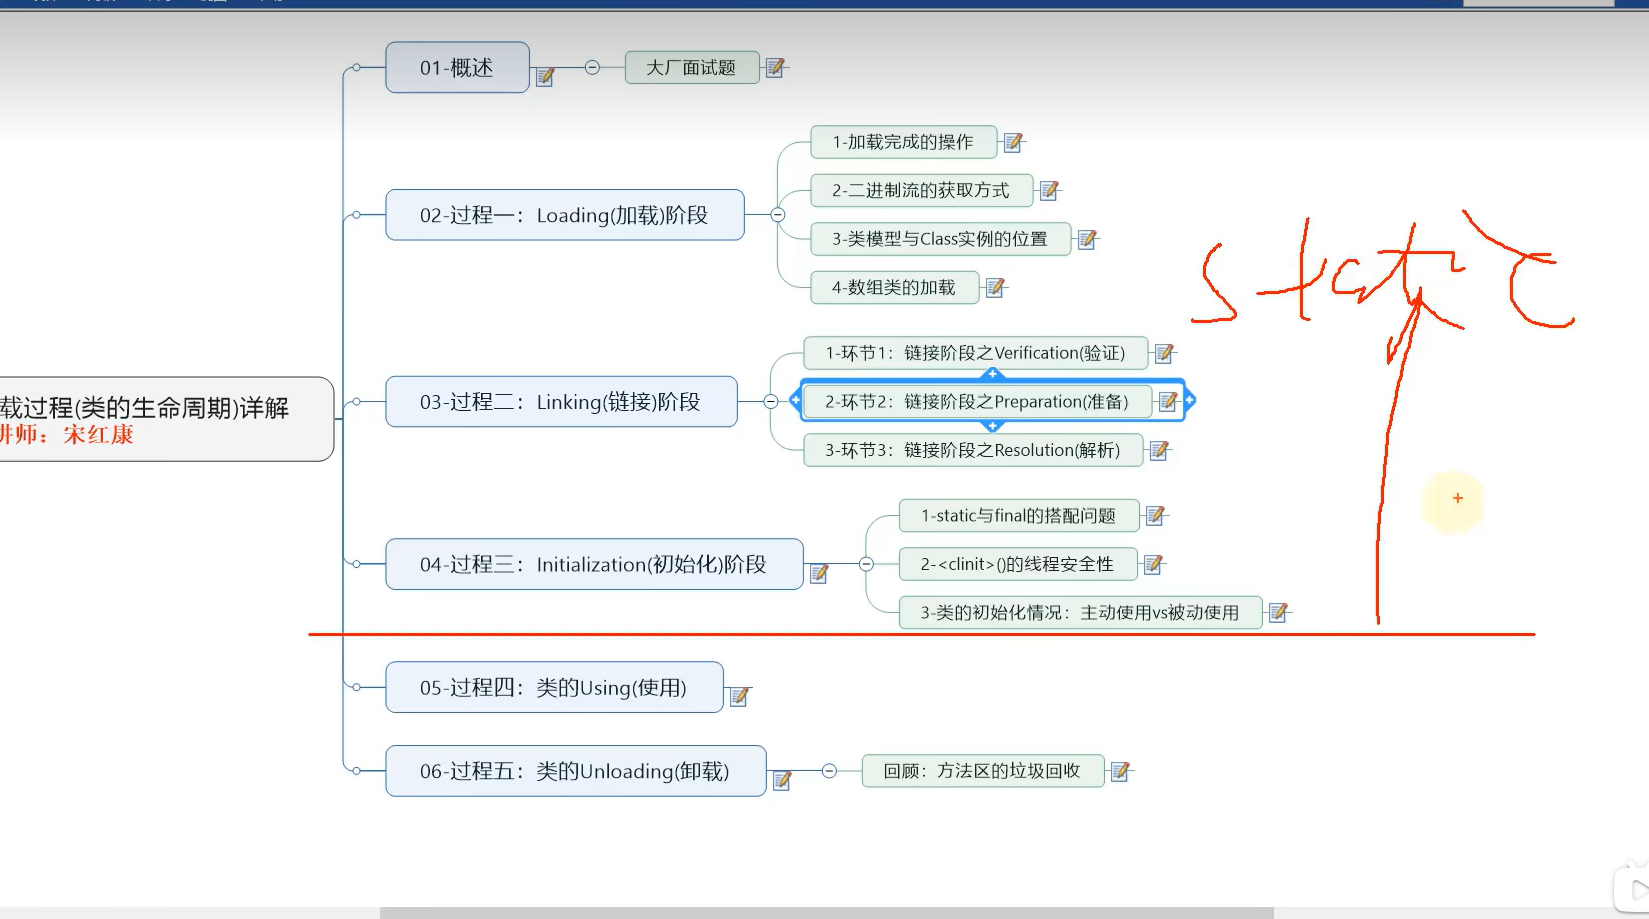 01-概述
大厂面试题
02-过程一：Loading(加载)阶段
1-加载完成的操作
2-二进制流的获取方式
3-类模型与Class实例的位置
4-数组类的加载
static
载过程(类的生命周期)详解
讲师：宋红康
03-过程二：Linking(链接)阶段
1-环节1：链接阶段之Verification(验证)
2-环节2：链接阶段之Preparation(准备)
3-环节3：链接阶段之Resolution(解析)
04-过程三：Initialization(初始化)阶段
1-static与final的搭配问题
2-<clinit>()的线程安全性
3-类的初始化情况：主动使用vs被动使用
05-过程四：类的Using(使用)
06-过程五：类的Unloading(卸载)
回顾：方法区的垃圾回收